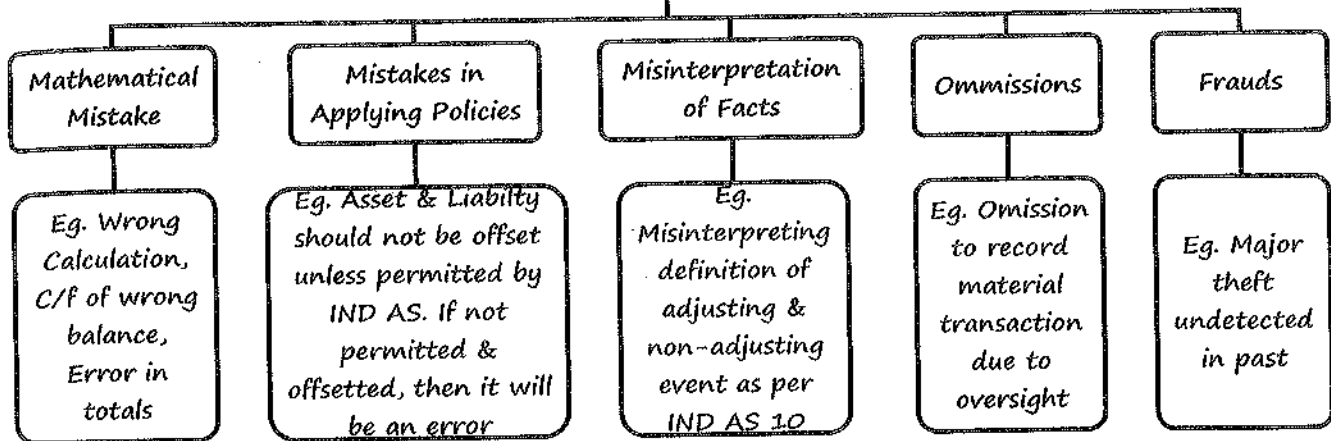 Mathematical
Mistake
Mistakes in
Applying Policies
Misinterpretation
of Facts
Ommissions
Frauds
Eg. Wrong
Calculation,
C/f of wrong
balance,
Error in
totals
Eg. Asset & Liabilty
should not be offset
unless permitted by
IND AS. If not
permitted &
offsetted, then it will
be an error
Eg.
Misinterpreting
definition of
adjusting &
non-adjusting
event as per
IND AS 10
Eg. Omission
to record
material
transaction
due to
oversight
Eg. Major
theft
undetected
in past